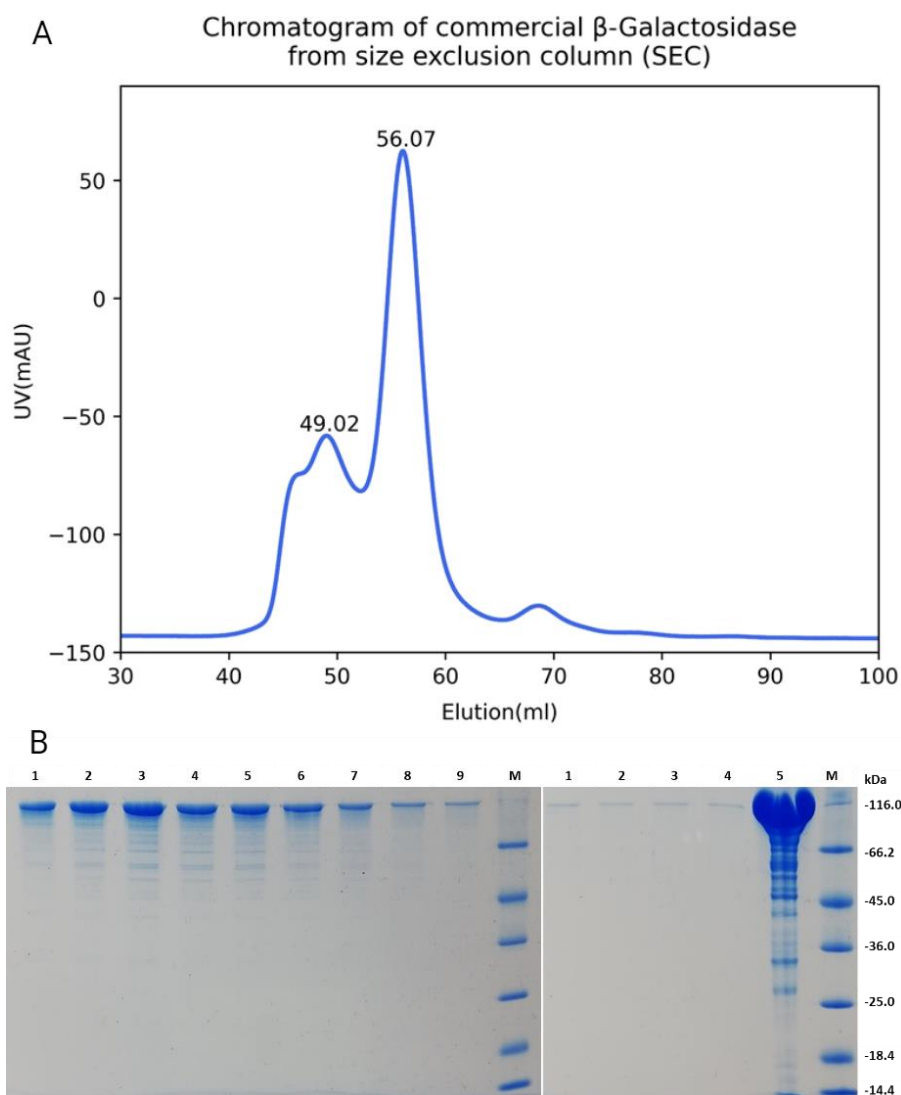 A
Chromatogram of commercial β-Galactosidase
from size exclusion column (SEC)
56.07
49.02
UV(mAU)
50
0
−50
−100
−150
30 40 50 60 70 80 90 100
Elution(ml)
B
1 2 3 4 5 6 7 8 9 M 1 2 3 4 5 M kDa
-116.0
-66.2
-45.0
-36.0
-25.0
-18.4
-14.4